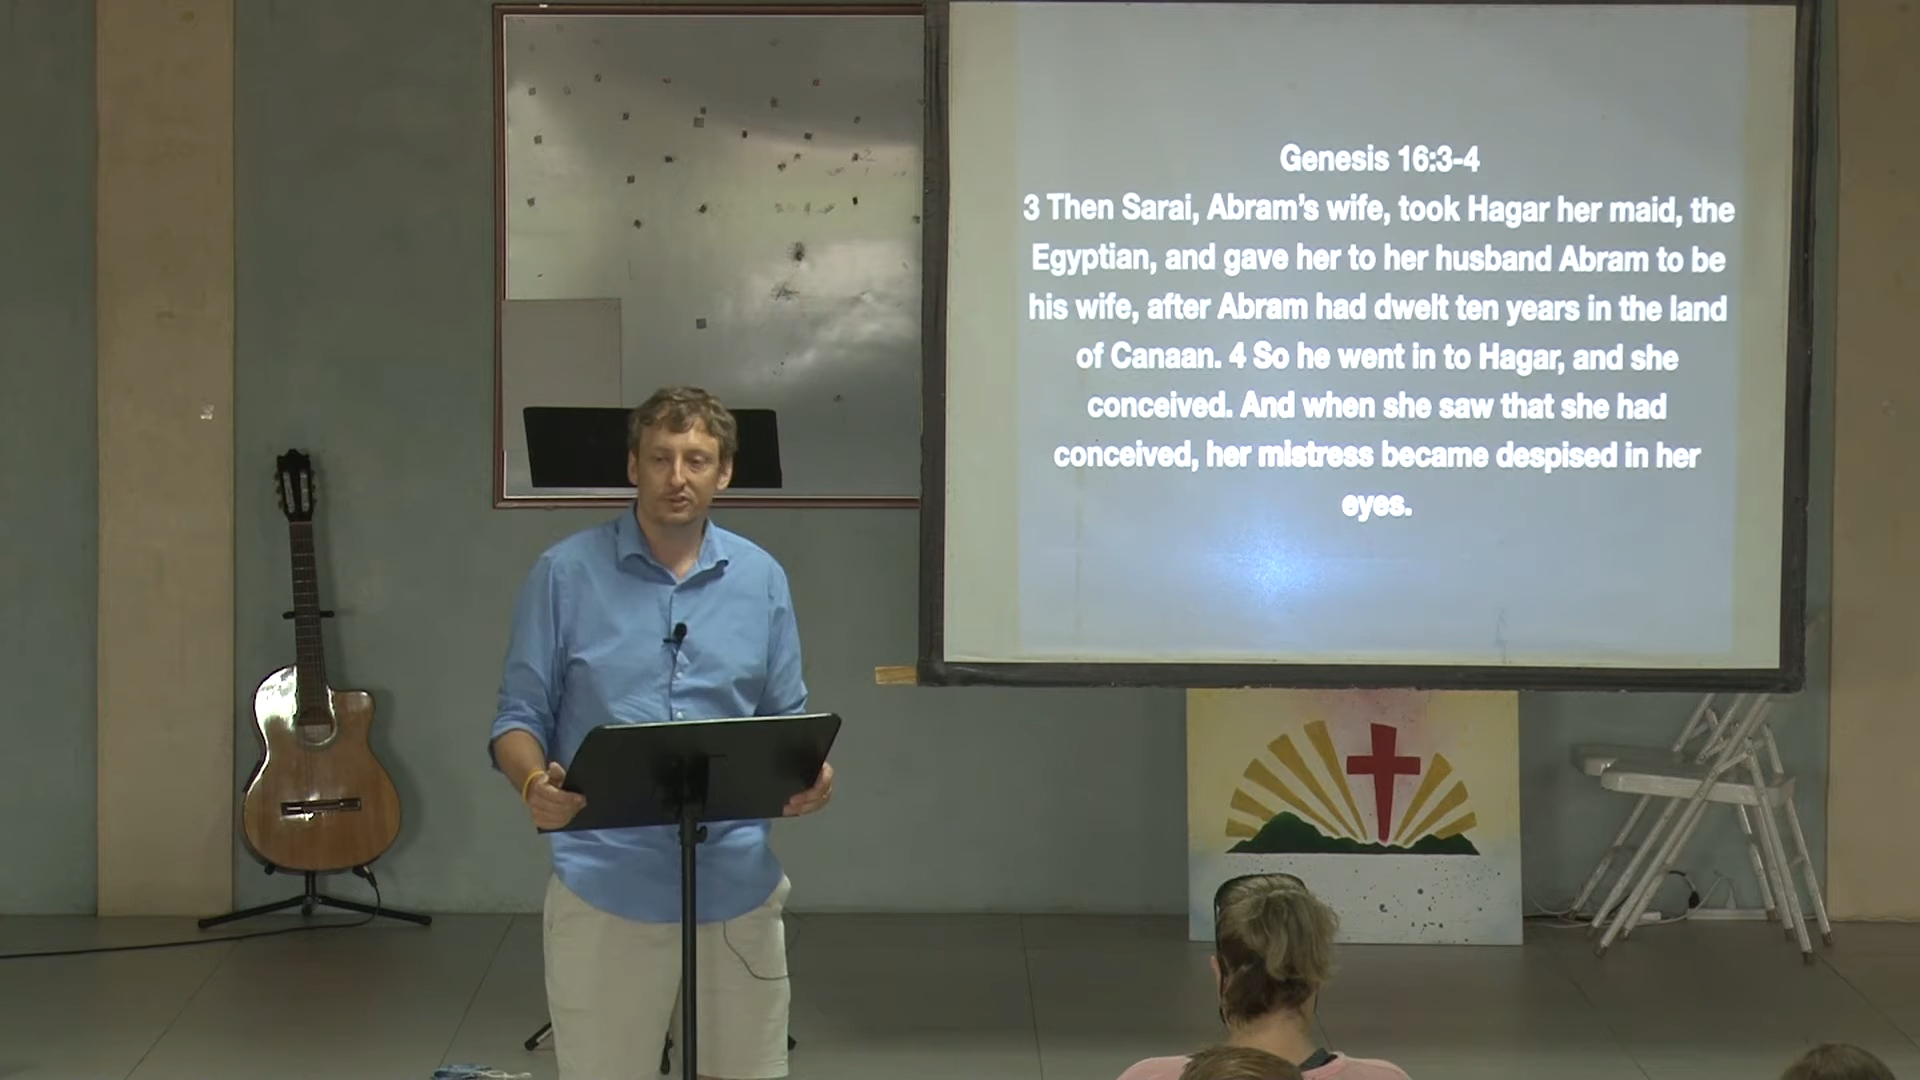 Genesis 16:3-4
3 Then Sarai, Abram's wife, took Hagar her maid, the
Egyptian, and gave her to her husband Abram to be
his wife, after Abram had dwelt ten years in the land
of Canaan. 4 So he went in to Hagar, and she
conceived. And when she saw that she had
conceived, her mistress became despised in her
eyes.